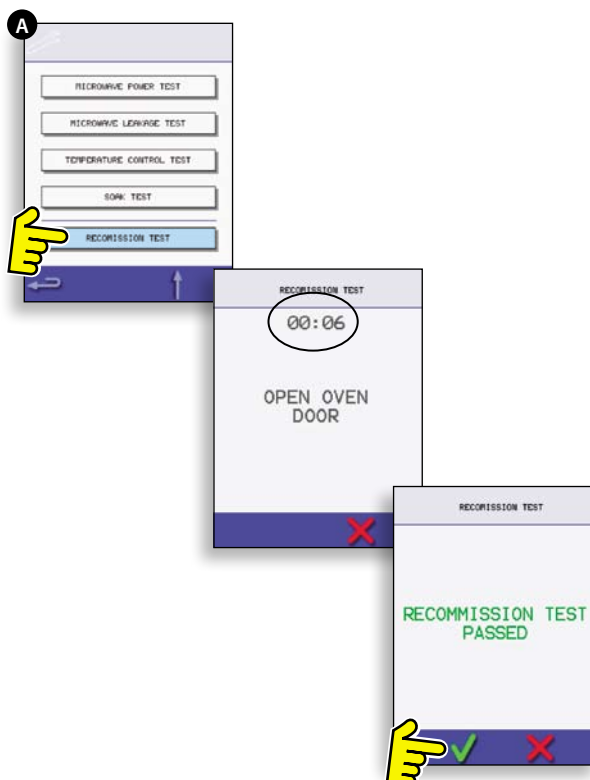 A
MICROWAVE POWER TEST
MICROWAVE LEAKAGE TEST
TEMPERATURE CONTROL TEST
SOAK TEST
RECOMISSION TEST
RECOMISSION TEST
00:06
OPEN OVEN
DOOR
RECOMISSION TEST
RECOMMISSION TEST
PASSED